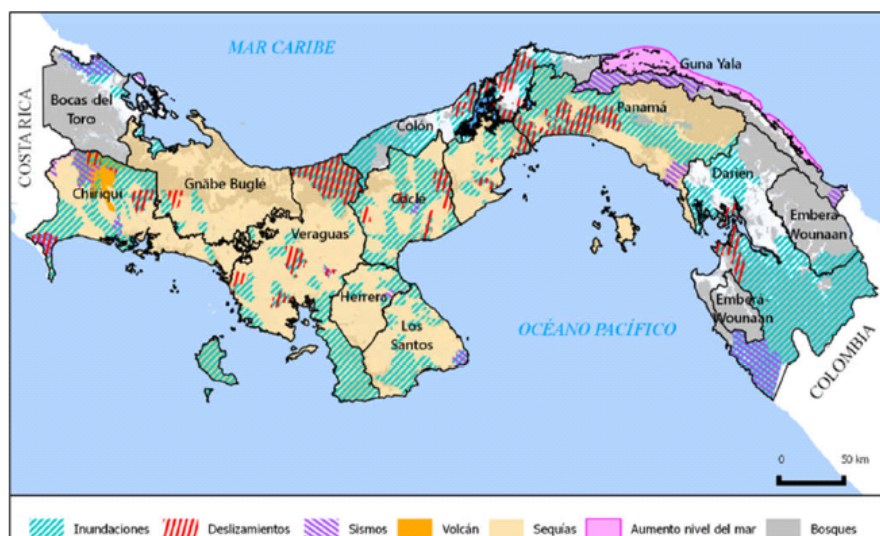 MAR CARIBE
Guna Yala
COSTA RICA
Bocas del
Toro
Colón
Panamá
Gnäbe Buglé
Chiriquí
Coclé
Darién
Veraguas
Emberá
Wounaan
Herrera
Emberá-
Wounaan
Los
Santos
OCÉANO PACÍFICO
COLOMBIA
0 50 km
Inundaciones Deslizamientos Sismos Volcán Sequías Aumento nivel del mar Bosques